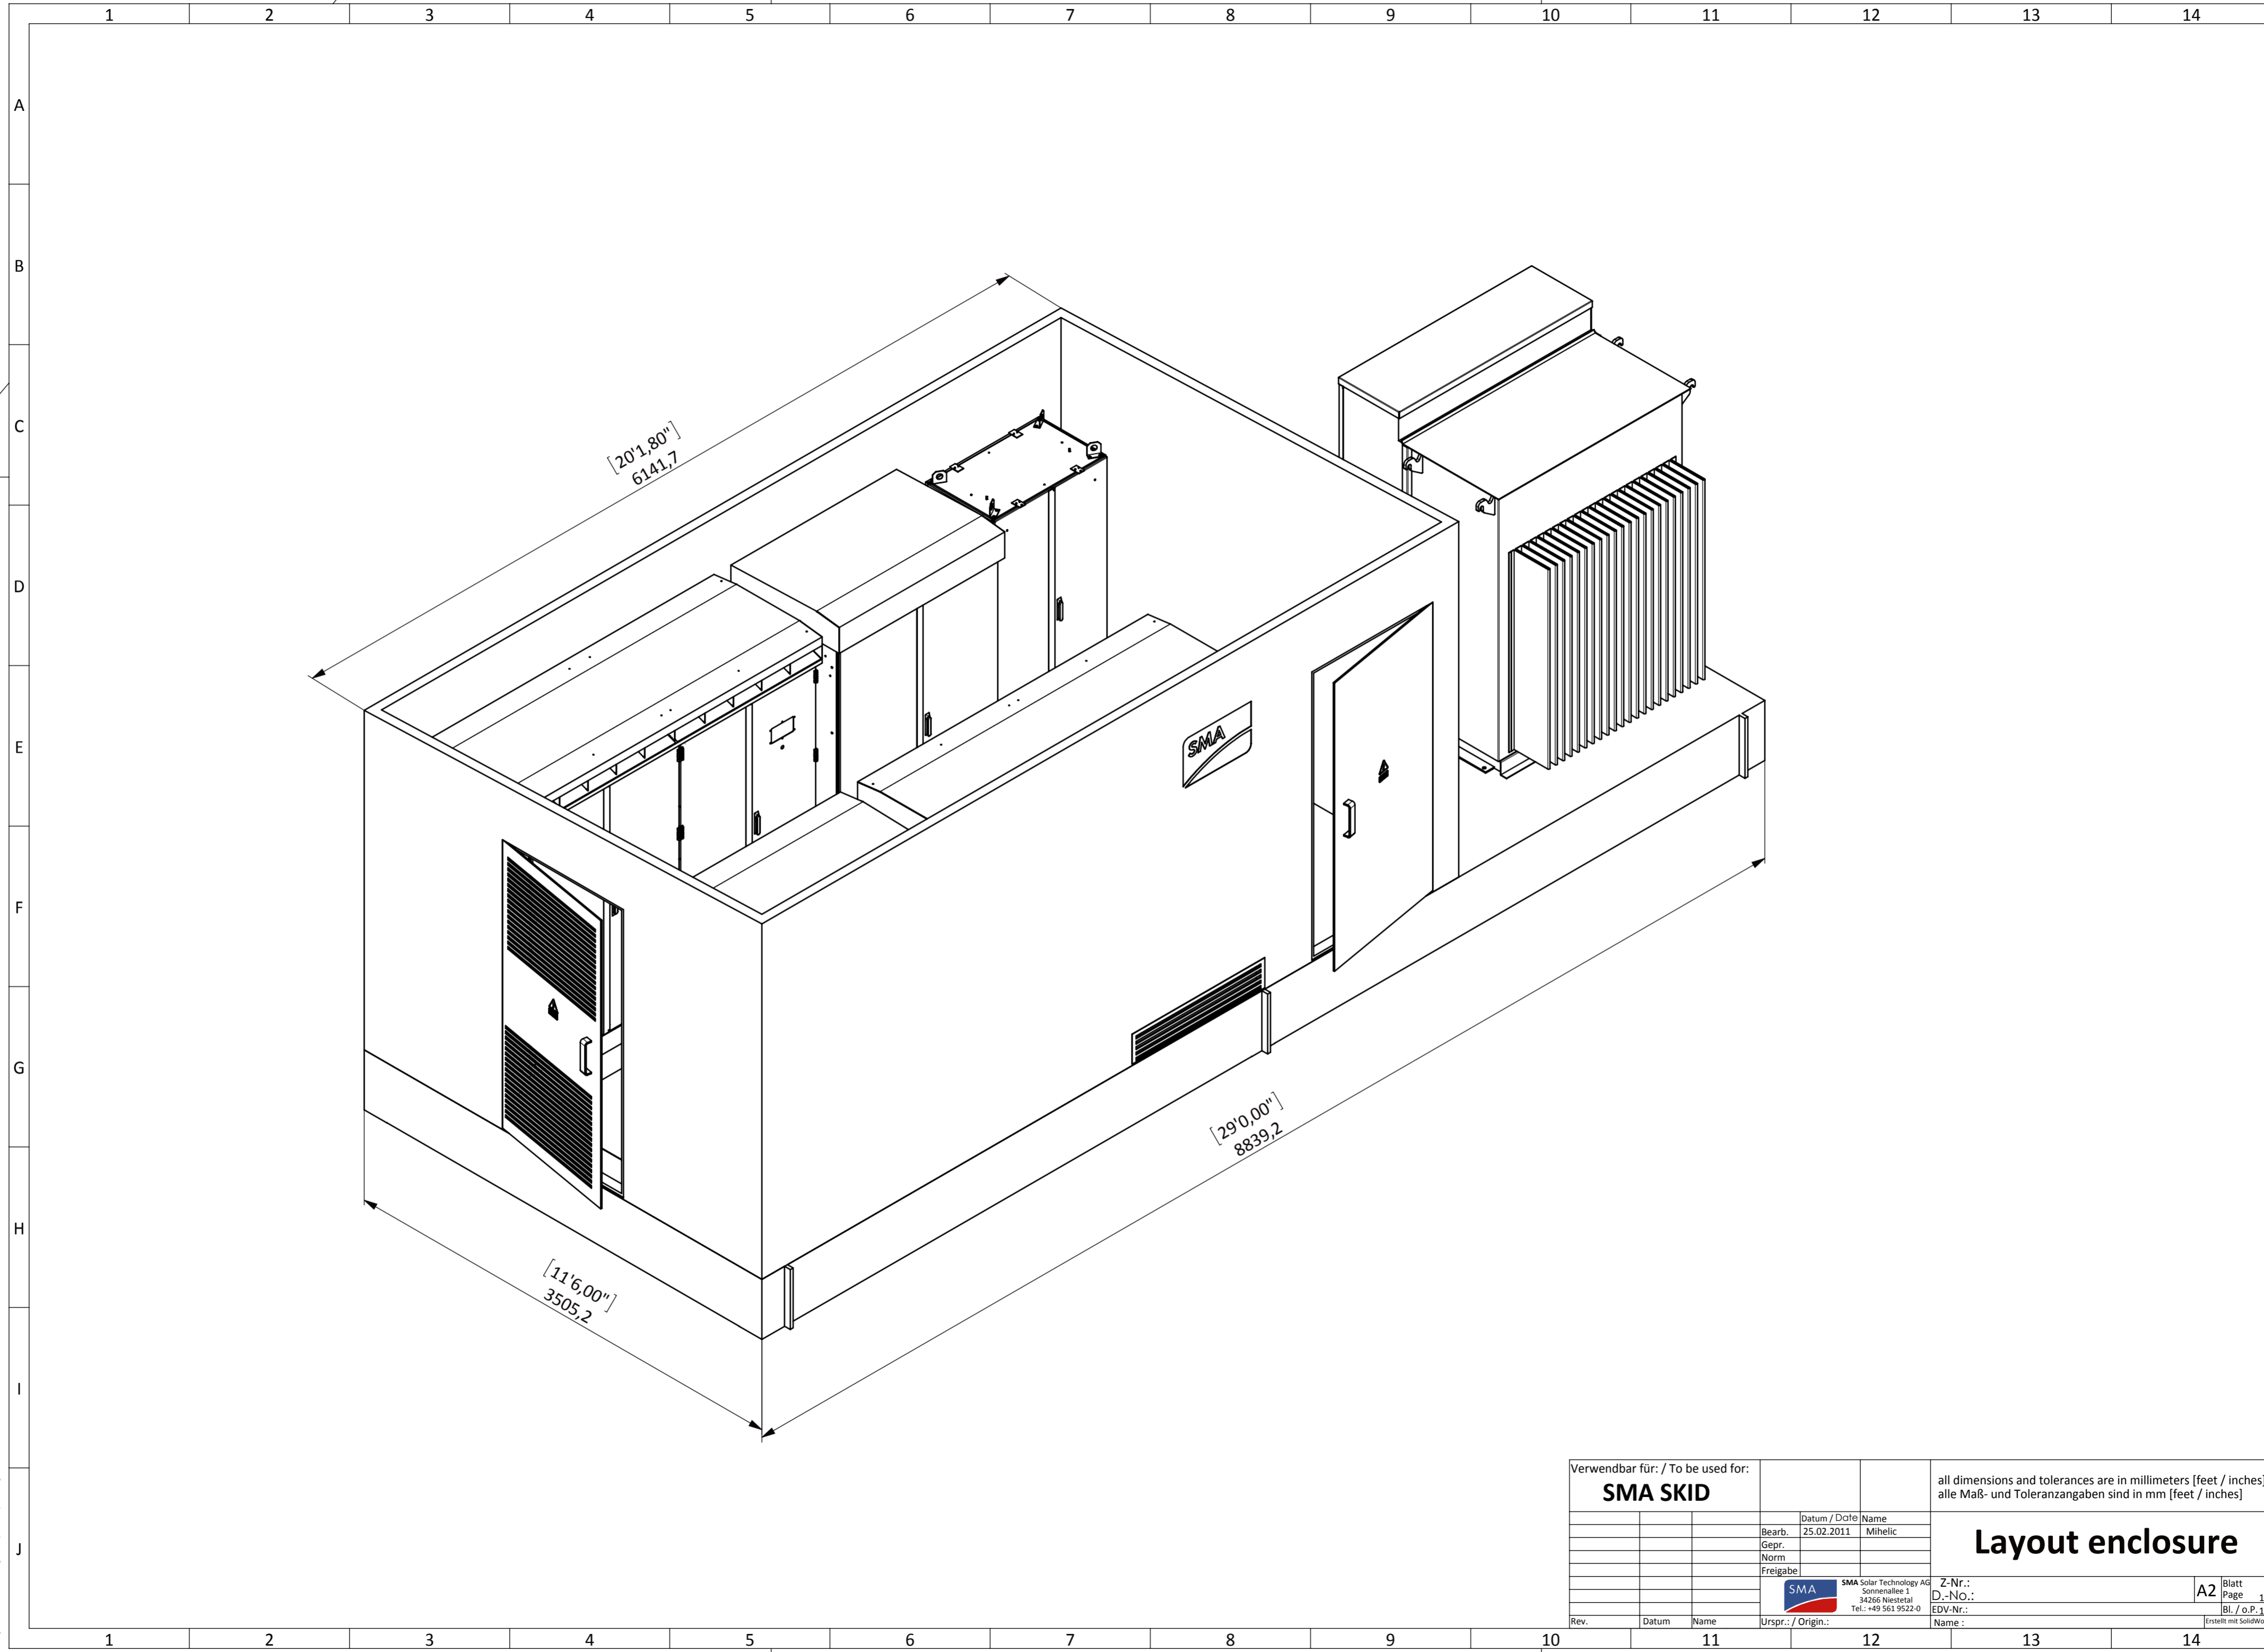 1 2 3 4 5 6 7 8 9 10 11 12 13 14
A
B
C
D
E
F
G
H
I
J
[20'1,80"]
6141,7
SMA
[29'0,00"]
8839,2
[11'6,00"]
3505,2
Verwendbar für: / To be used for:
SMA SKID
all dimensions and tolerances are in millimeters [feet / inches]
alle Maß- und Toleranzangaben sind in mm [feet / inches]
Datum / Date Name
Bearb. 25.02.2011 Mihelic
Gepr.
Norm
Freigabe
Layout enclosure
SMA
SMA Solar Technology AG
Sonnenallee 1
34266 Niestetal
Tel.: +49 561 9522-0
Z-Nr.:
D.-No.:
A2
Blatt
Page 1
EDV-Nr.:
Bl. / o.P. 1
Rev. Datum Name Urspr.: / Origin.: Name :
Erstellt mit SolidWo
1 2 3 4 5 6 7 8 9 10 11 12 13 14